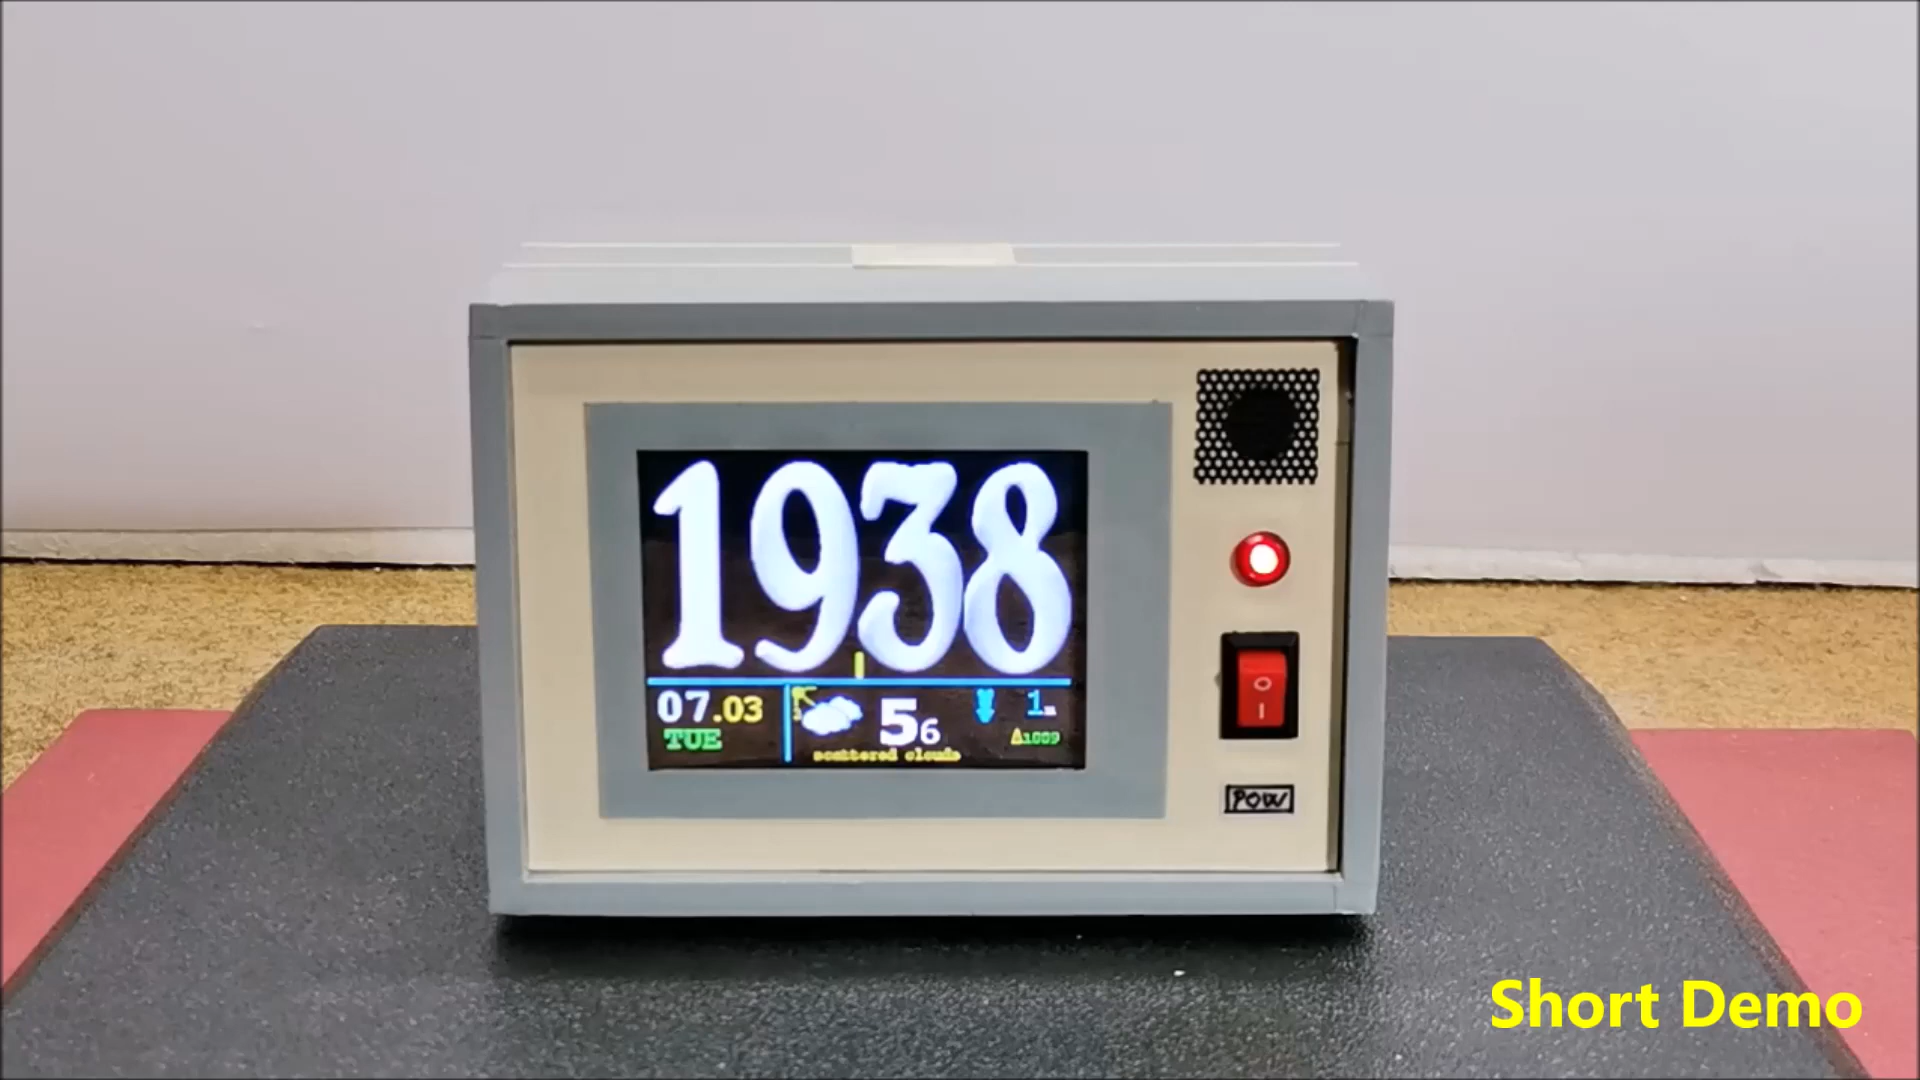 1938
07.03
TUE
56
scattered clouds
1
1009
O
I
POW
Short Demo